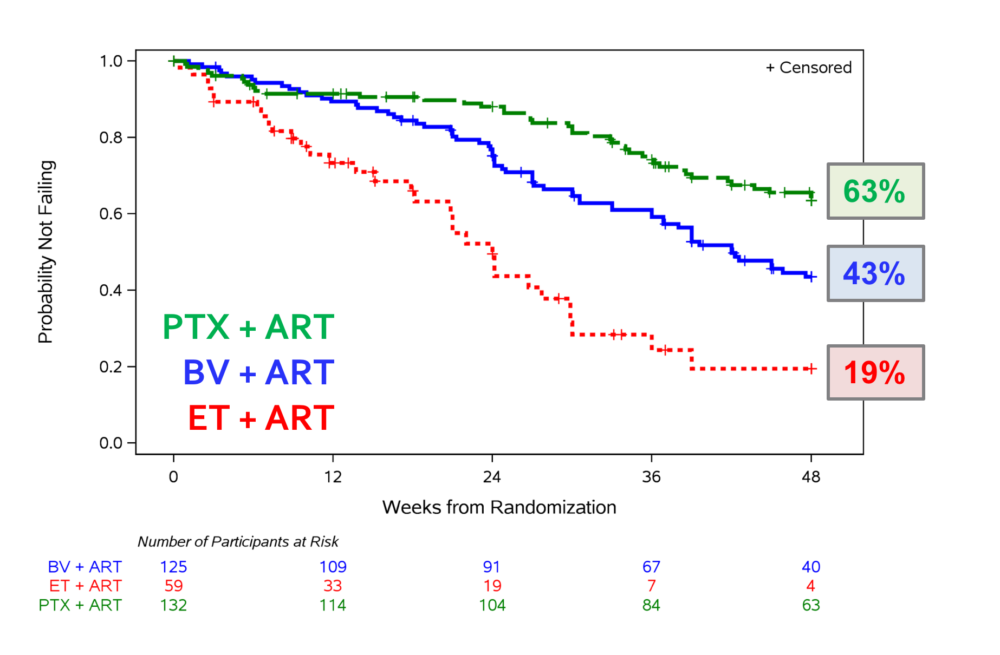 + Censored
1.0
0.8
0.6
0.4
0.2
0.0
Probability Not Failing
63%
43%
19%
PTX + ART
BV + ART
ET + ART
0 12 24 36 48
Weeks from Randomization
Number of Participants at Risk
BV + ART 125 109 91 67 40
ET + ART 59 33 19 7 4
PTX + ART 132 114 104 84 63